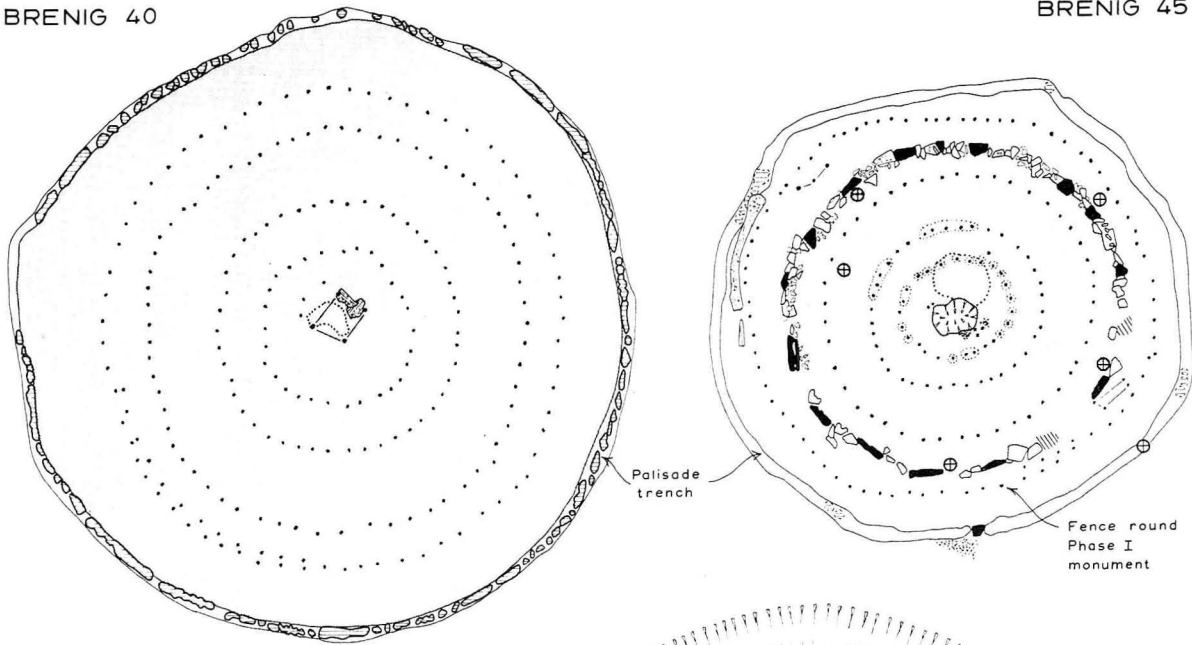 BRENIG 40
BRENIG 45
Palisade
trench
Fence round
Phase I
monument